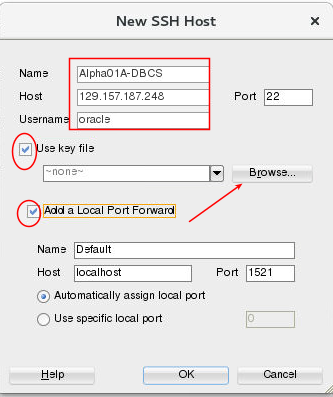 New SSH Host
Name Alpha01A-DBCS
Host 129.157.187.248 Port 22
Username oracle
Use key file
~none~ Browse...
Add a Local Port Forward
Name Default
Host localhost Port 1521
Automatically assign local port
Use specific local port 0
Help OK Cancel